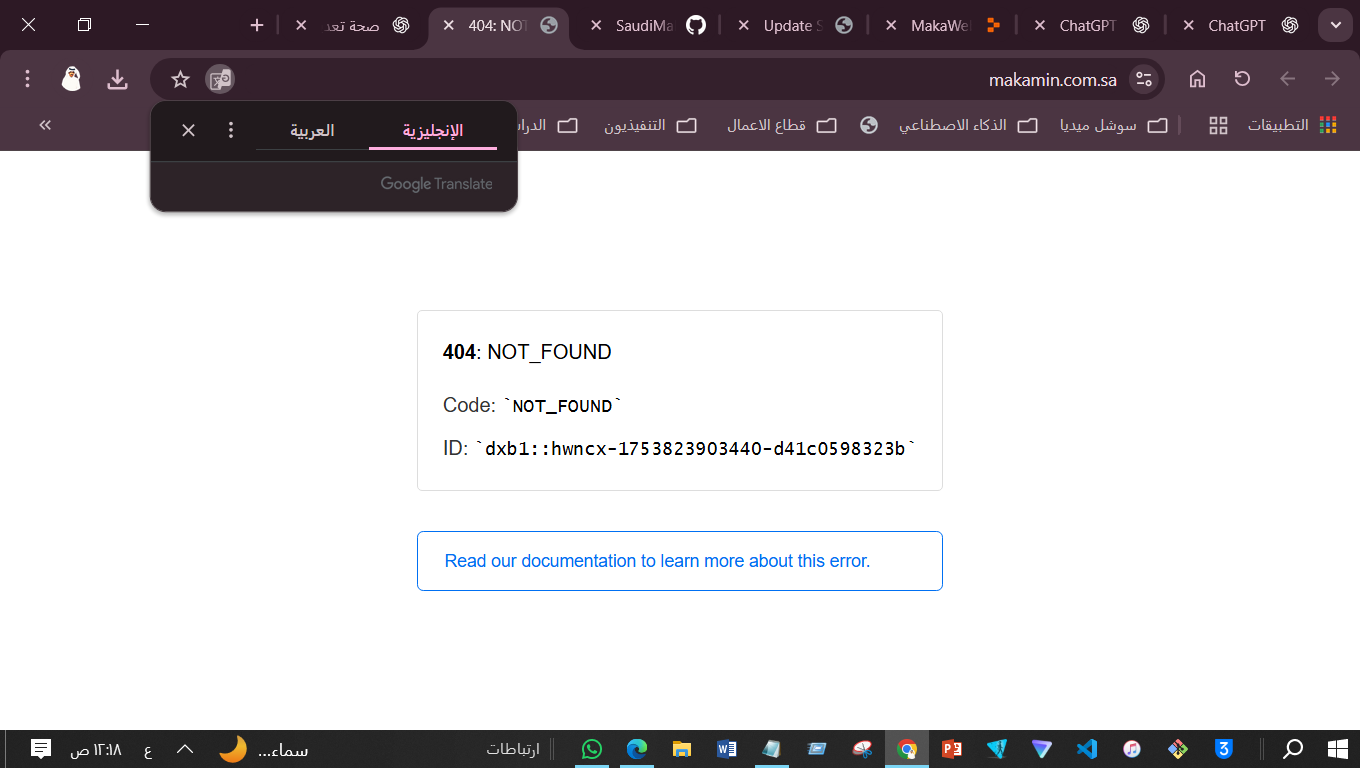 صحة تعد
404: NOT
SaudiMa
Update S
MakaWel
ChatGPT
ChatGPT
makamin.com.sa
التطبيقات
سوشل ميديا
الذكاء الاصطناعي
قطاع الاعمال
التنفيذيون
الدرا
الإنجليزية
العربية
Google Translate
404: NOT_FOUND
Code: `NOT_FOUND`
ID: `dxb1::hwncx-1753823903440-d41c0598323b`
Read our documentation to learn more about this error.
ارتباطات
سماء...
ع
١٢:١٨ ص